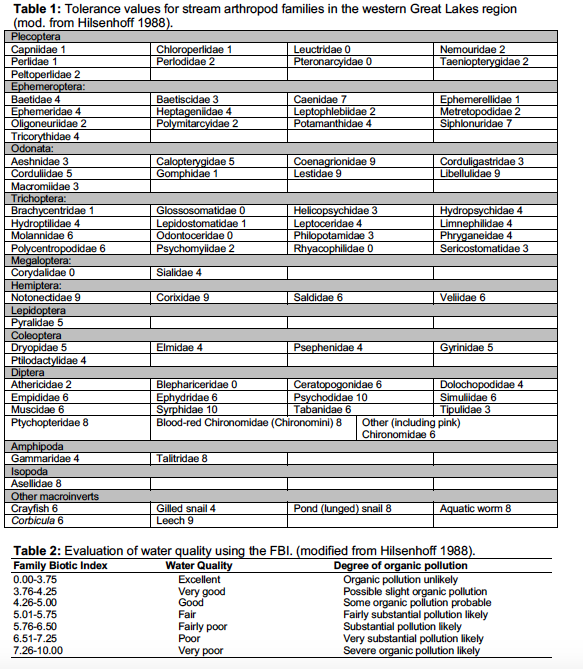 Table 1: Tolerance values for stream arthropod families in the western Great Lakes region
(mod. from Hilsenhoff 1988).
Plecoptera
Capniidae 1 Chloroperlidae 1 Leuctridae 0 Nemouridae 2
Perlidae 1 Perlodidae 2 Pteronarcyidae 0 Taeniopterygidae 2
Peltoperlidae 2
Ephemeroptera:
Baetidae 4 Baetiscidae 3 Caenidae 7 Ephemerellidae 1
Ephemeridae 4 Heptageniidae 4 Leptophlebiidae 2 Metretopodidae 2
Oligoneuriidae 2 Polymitarcyidae 2 Potamanthidae 4 Siphlonuridae 7
Tricorythidae 4
Odonata:
Aeshnidae 3 Calopterygidae 5 Coenagrionidae 9 Corduligastridae 3
Corduliidae 5 Gomphidae 1 Lestidae 9 Libellulidae 9
Macromiidae 3
Trichoptera:
Brachycentridae 1 Glossosomatidae 0 Helicopsychidae 3 Hydropsychidae 4
Hydroptilidae 4 Lepidostomatidae 1 Leptoceridae 4 Limnephilidae 4
Molannidae 6 Odontoceridae 0 Philopotamidae 3 Phryganeidae 4
Polycentropodidae 6 Psychomyiidae 2 Rhyacophilidae 0 Sericostomatidae 3
Megaloptera:
Corydalidae 0 Sialidae 4
Hemiptera:
Notonectidae 9 Corixidae 9 Saldidae 6 Veliidae 6
Lepidoptera
Pyralidae 5
Coleoptera
Dryopidae 5 Elmidae 4 Psephenidae 4 Gyrinidae 5
Ptilodactylidae 4
Diptera
Athericidae 2 Blephariceridae 0 Ceratopogonidae 6 Dolochopodidae 4
Empididae 6 Ephydridae 6 Psychodidae 10 Simuliidae 6
Muscidae 6 Syrphidae 10 Tabanidae 6 Tipulidae 3
Ptychopteridae 8 Blood-red Chironomidae (Chironomini) 8 Other (including pink)
Chironomidae 6
Amphipoda
Gammaridae 4 Talitridae 8
Isopoda
Asellidae 8
Other macroinverts
Crayfish 6 Gilled snail 4 Pond (lunged) snail 8 Aquatic worm 8
Corbicula 6 Leech 9
Table 2: Evaluation of water quality using the FBI. (modified from Hilsenhoff 1988).
Family Biotic Index Water Quality Degree of organic pollution
0.00-3.75 Excellent Organic pollution unlikely
3.76-4.25 Very good Possible slight organic pollution
4.26-5.00 Good Some organic pollution probable
5.01-5.75 Fair Fairly substantial pollution likely
5.76-6.50 Fairly poor Substantial pollution likely
6.51-7.25 Poor Very substantial pollution likely
7.26-10.00 Very poor Severe organic pollution likely